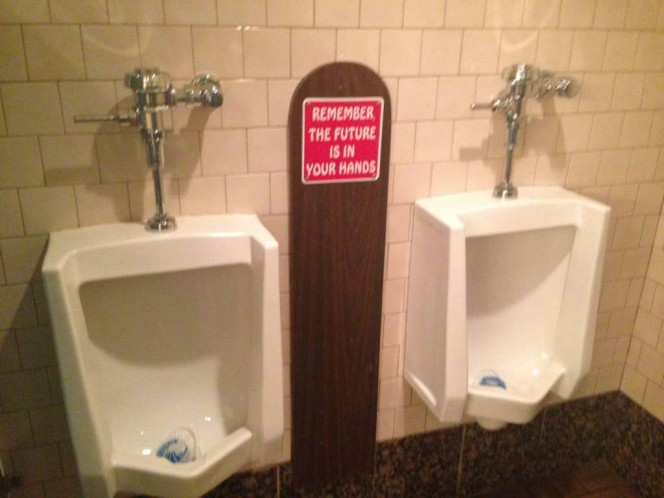 REMEMBER,
THE FUTURE
IS IN
YOUR HANDS